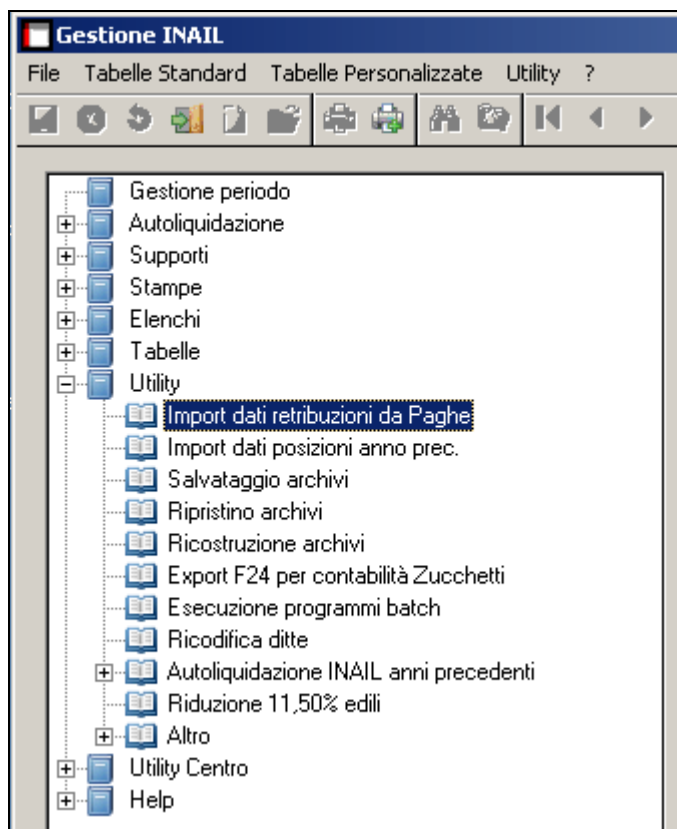 Gestione INAIL
File Tabelle Standard Tabelle Personalizzate Utility ?
Gestione periodo
Autoliquidazione
Supporti
Stampe
Elenchi
Tabelle
Utility
Import dati retribuzioni da Paghe
Import dati posizioni anno prec.
Salvataggio archivi
Ripristino archivi
Ricostruzione archivi
Export F24 per contabilità Zucchetti
Esecuzione programmi batch
Ricodifica ditte
Autoliquidazione INAIL anni precedenti
Riduzione 11,50% edili
Altro
Utility Centro
Help